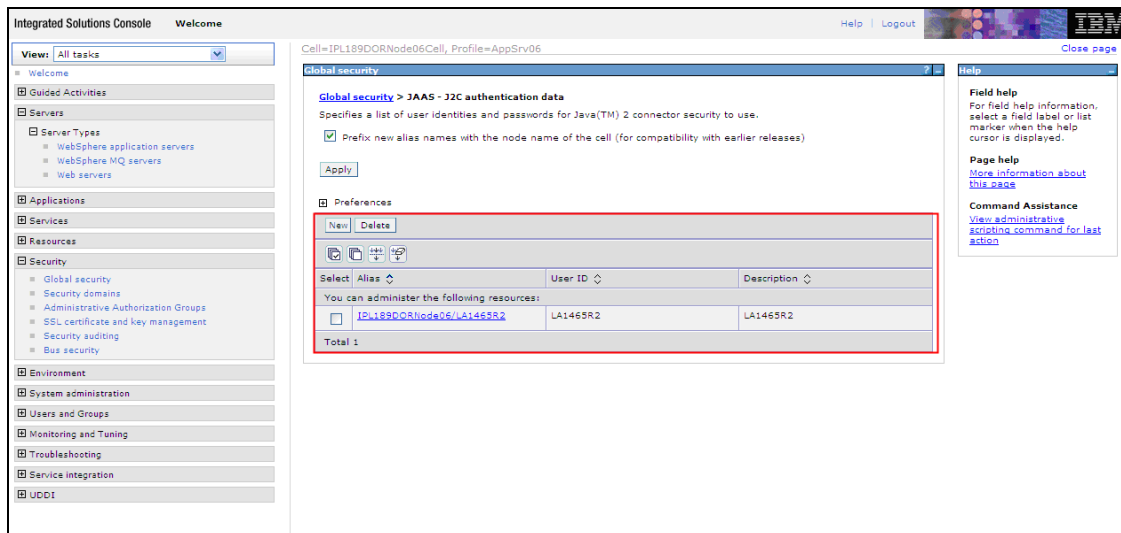 Integrated Solutions Console Welcome Help | Logout IBM
View: All tasks
Welcome
Guided Activities
Servers
Server Types
WebSphere application servers
WebSphere MQ servers
Web servers
Applications
Services
Resources
Security
Global security
Security domains
Administrative Authorization Groups
SSL certificate and key management
Security auditing
Bus security
Environment
System administration
Users and Groups
Monitoring and Tuning
Troubleshooting
Service integration
UDDI
Cell=IPL189DORNode06Cell, Profile=AppSrv06
Close page
Global security ? -
Global security > JAAS - J2C authentication data
Specifies a list of user identities and passwords for Java(TM) 2 connector security to use.
Prefix new alias names with the node name of the cell (for compatibility with earlier releases)
Apply
Preferences
New Delete
Select Alias User ID Description
You can administer the following resources:
IPL189DORNode06/LA1465R2 LA1465R2 LA1465R2
Total 1
Help -
Field help
For field help information,
select a field label or list
marker when the help
cursor is displayed.
Page help
More information about
this page
Command Assistance
View administrative
scripting command for last
action